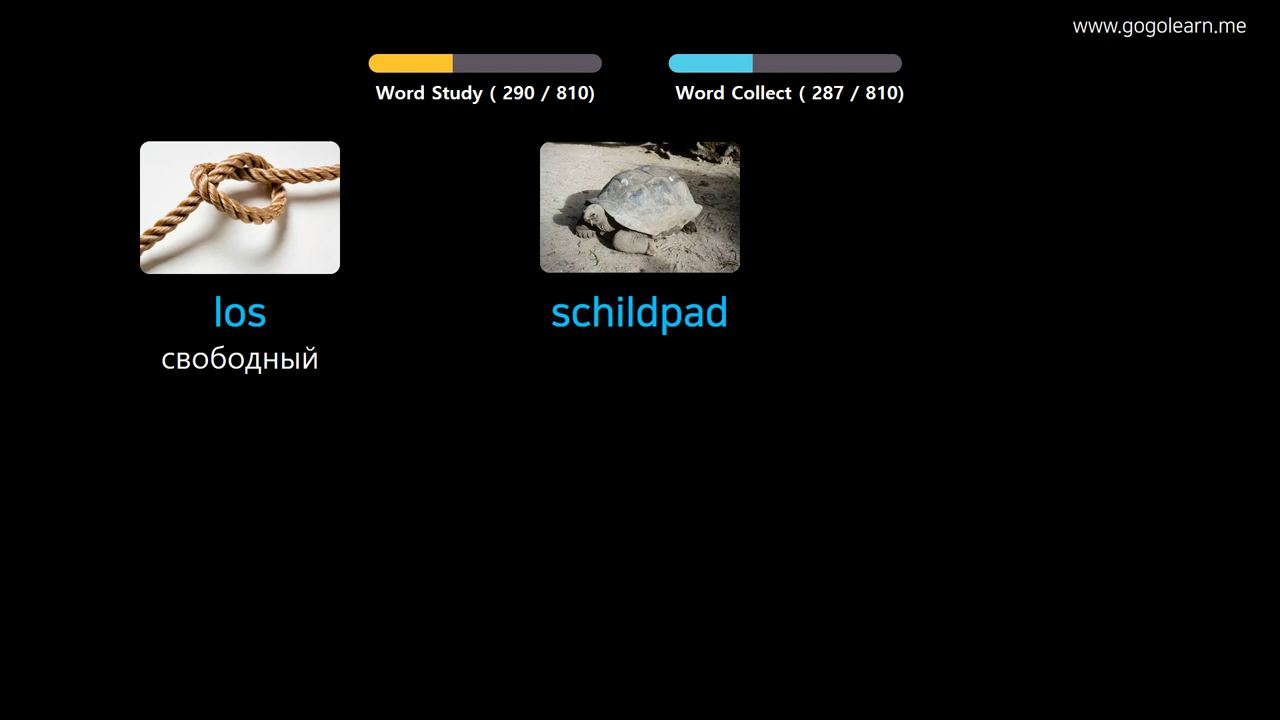 www.gogolearn.me
Word Study ( 290 / 810)
Word Collect ( 287 / 810)
los
schildpad
свободный